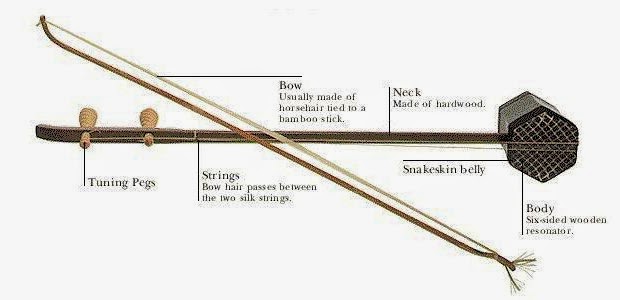 Bow
Usually made of
horsehair tied to a
bamboo stick.
Neck
Made of hardwood.
Tuning Pegs
Strings
Bow hair passes between
the two silk strings.
Snakeskin belly
Body
Six-sided wooden
resonator.